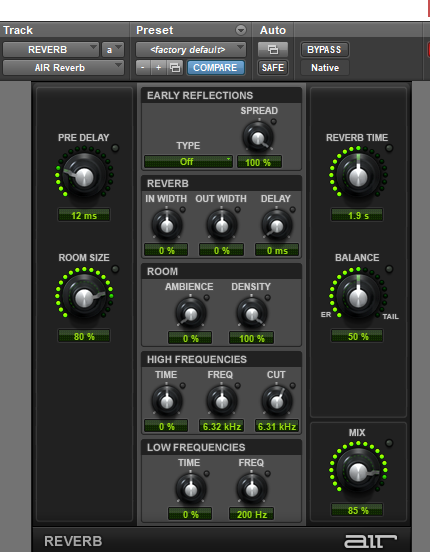 Track Preset Auto
REVERB a <factory default>
AIR Reverb - + COMPARE SAFE BYPASS Native
EARLY REFLECTIONS
SPREAD
TYPE
Off 100 %
PRE DELAY
12 ms
ROOM SIZE
80 %
REVERB
IN WIDTH OUT WIDTH DELAY
0 % 0 % 0 ms
ROOM
AMBIENCE DENSITY
0 % 100 %
HIGH FREQUENCIES
TIME FREQ CUT
0 % 6.32 kHz 6.31 kHz
LOW FREQUENCIES
TIME FREQ
0 % 200 Hz
REVERB TIME
1.9 s
BALANCE
ER TAIL
50 %
MIX
85 %
REVERB AIR